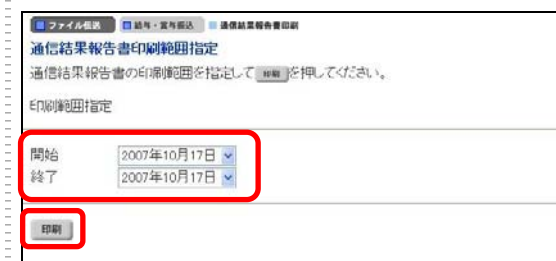 ファイル伝送 給与・賞与振込 通信結果報告書印刷
通信結果報告書印刷範囲指定
通信結果報告書の印刷範囲を指定して 印刷 を押してください。
印刷範囲指定
開始 2007年10月17日
終了 2007年10月17日
印刷